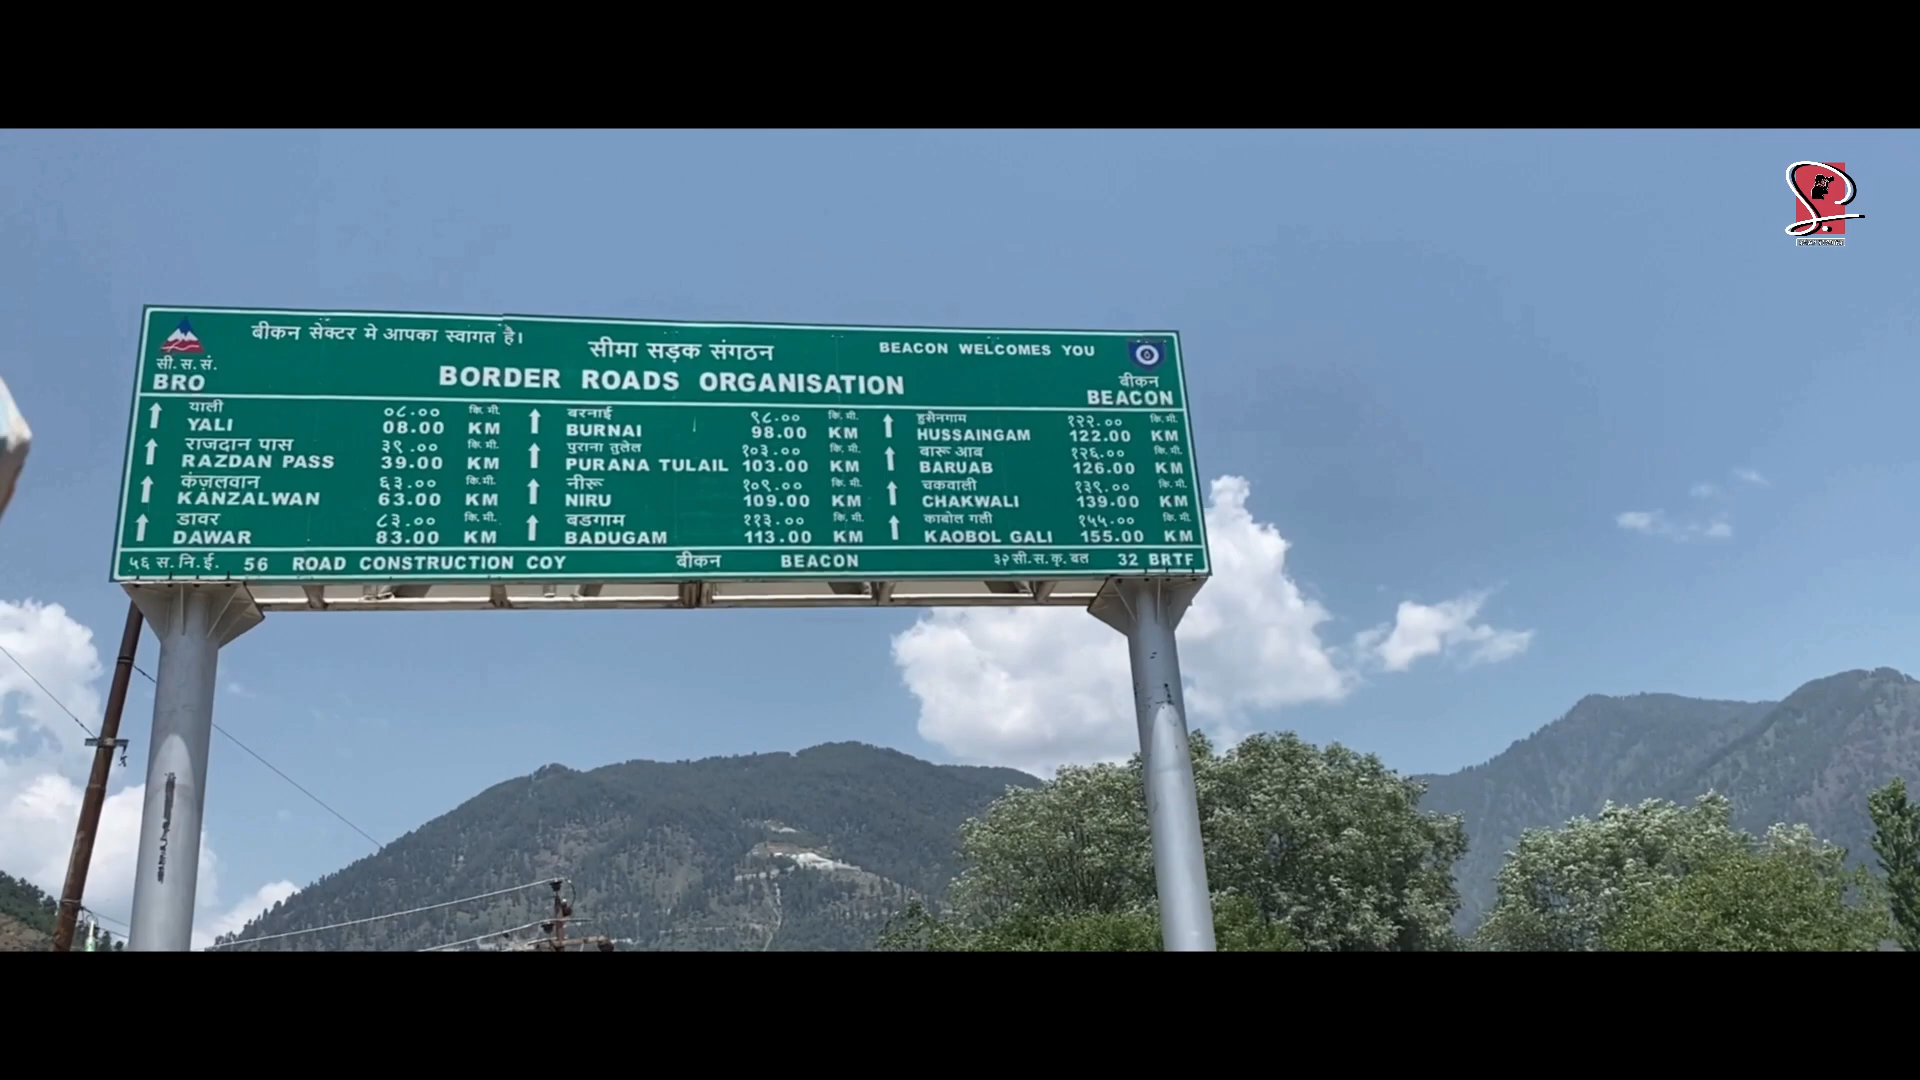 बीकन सेक्टर मे आपका स्वागत है।
सीमा सड़क संगठन
BEACON WELCOMES YOU
सी.स.सं.
BRO
BORDER ROADS ORGANISATION
बीकन
BEACON
याली ०८.०० कि.मी.
YALI 08.00 KM
राजदान पास ३९.०० कि.मी.
RAZDAN PASS 39.00 KM
कंज़लवान ६३.०० कि.मी.
KANZALWAN 63.00 KM
डावर ८३.०० कि.मी.
DAWAR 83.00 KM
बरनाई ९८.०० कि.मी.
BURNAI 98.00 KM
पुराना तुलेल १०३.०० कि.मी.
PURANA TULAIL 103.00 KM
नीरू १०९.०० कि.मी.
NIRU 109.00 KM
बडगाम ११३.०० कि.मी.
BADUGAM 113.00 KM
हुसैनगाम १२२.०० कि.मी.
HUSSAINGAM 122.00 KM
बारू आब १२६.०० कि.मी.
BARUAB 126.00 KM
चकवाली १३९.०० कि.मी.
CHAKWALI 139.00 KM
काबोल गली १५५.०० कि.मी.
KAOBOL GALI 155.00 KM
५६ स.नि.ई. 56 ROAD CONSTRUCTION COY बीकन BEACON ३२सी.स.कृ.बल 32 BRTF